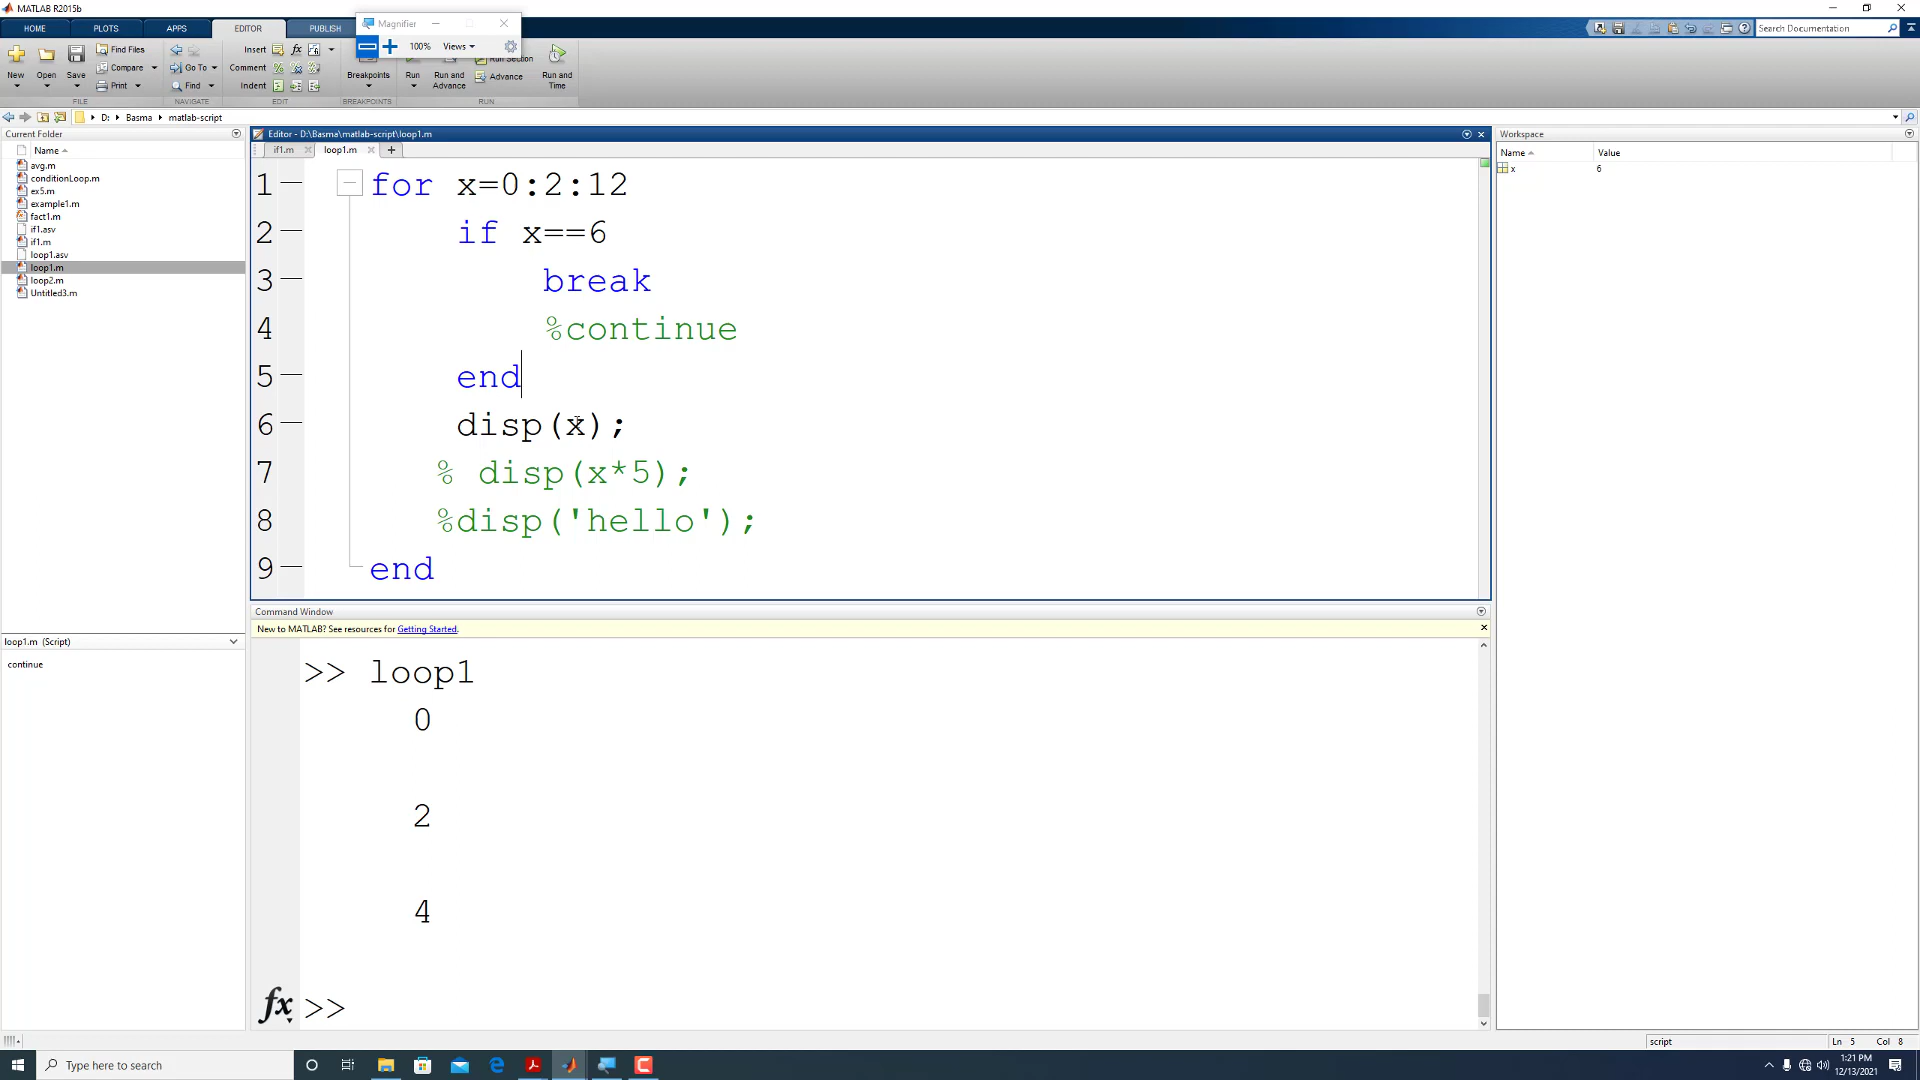 MATLAB R2015b
Magnifier
HOME PLOTS APPS EDITOR PUBLISH
100% Views
Search Documentation
New Open Save
Find Files
Compare
Print
Go To
Find
Insert
Comment
Indent
Breakpoints
Run
Run and Advance
Run Section
Advance
Run and Time
FILE NAVIGATE EDIT BREAKPOINTS RUN
D: Basma matlab-script
Current Folder
Name
avg.m
conditionLoop.m
ex5.m
example1.m
fact1.m
if1.asv
if1.m
loop1.asv
loop1.m
loop2.m
Untitled3.m
loop1.m (Script)
continue
Editor - D:\Basma\matlab-script\loop1.m
if1.m loop1.m
1 for x=0:2:12
2 if x==6
3 break
4 %continue
5 end
6 disp(x);
7 % disp(x*5);
8 %disp('hello');
9 end
Command Window
New to MATLAB? See resources for Getting Started.
>> loop1
0
2
4
fx >>
Workspace
Name Value
x 6
script Ln 5 Col 8
Type here to search
1:21 PM
12/13/2021